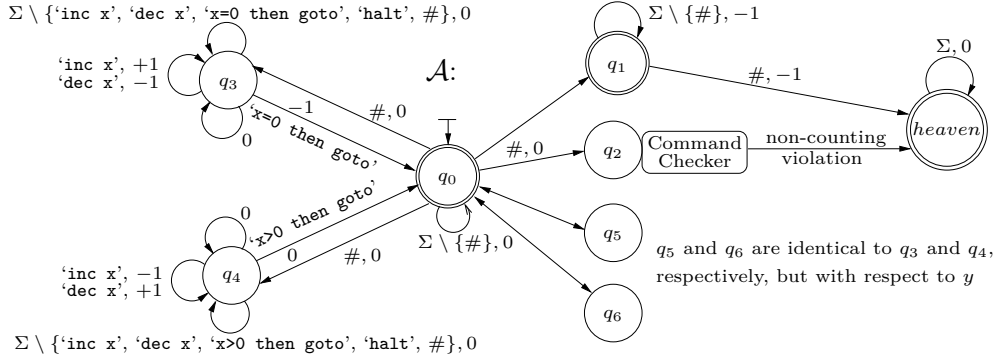 Σ \ {‘inc x’, ‘dec x’, ‘x=0 then goto’, ‘halt’, #}, 0
Σ \ {#}, −1
Σ, 0
‘inc x’, +1
‘dec x’, −1
q3
0
𝒜:
q1
#, 0
−1
‘x=0 then goto’
#, −1
heaven
#, 0
q2
Command
Checker
non-counting
violation
q0
Σ \ {#}, 0
0
‘x>0 then goto’
0
#, 0
‘inc x’, −1
‘dec x’, +1
q4
q5
q6
q5 and q6 are identical to q3 and q4,
respectively, but with respect to y
Σ \ {‘inc x’, ‘dec x’, ‘x>0 then goto’, ‘halt’, #}, 0